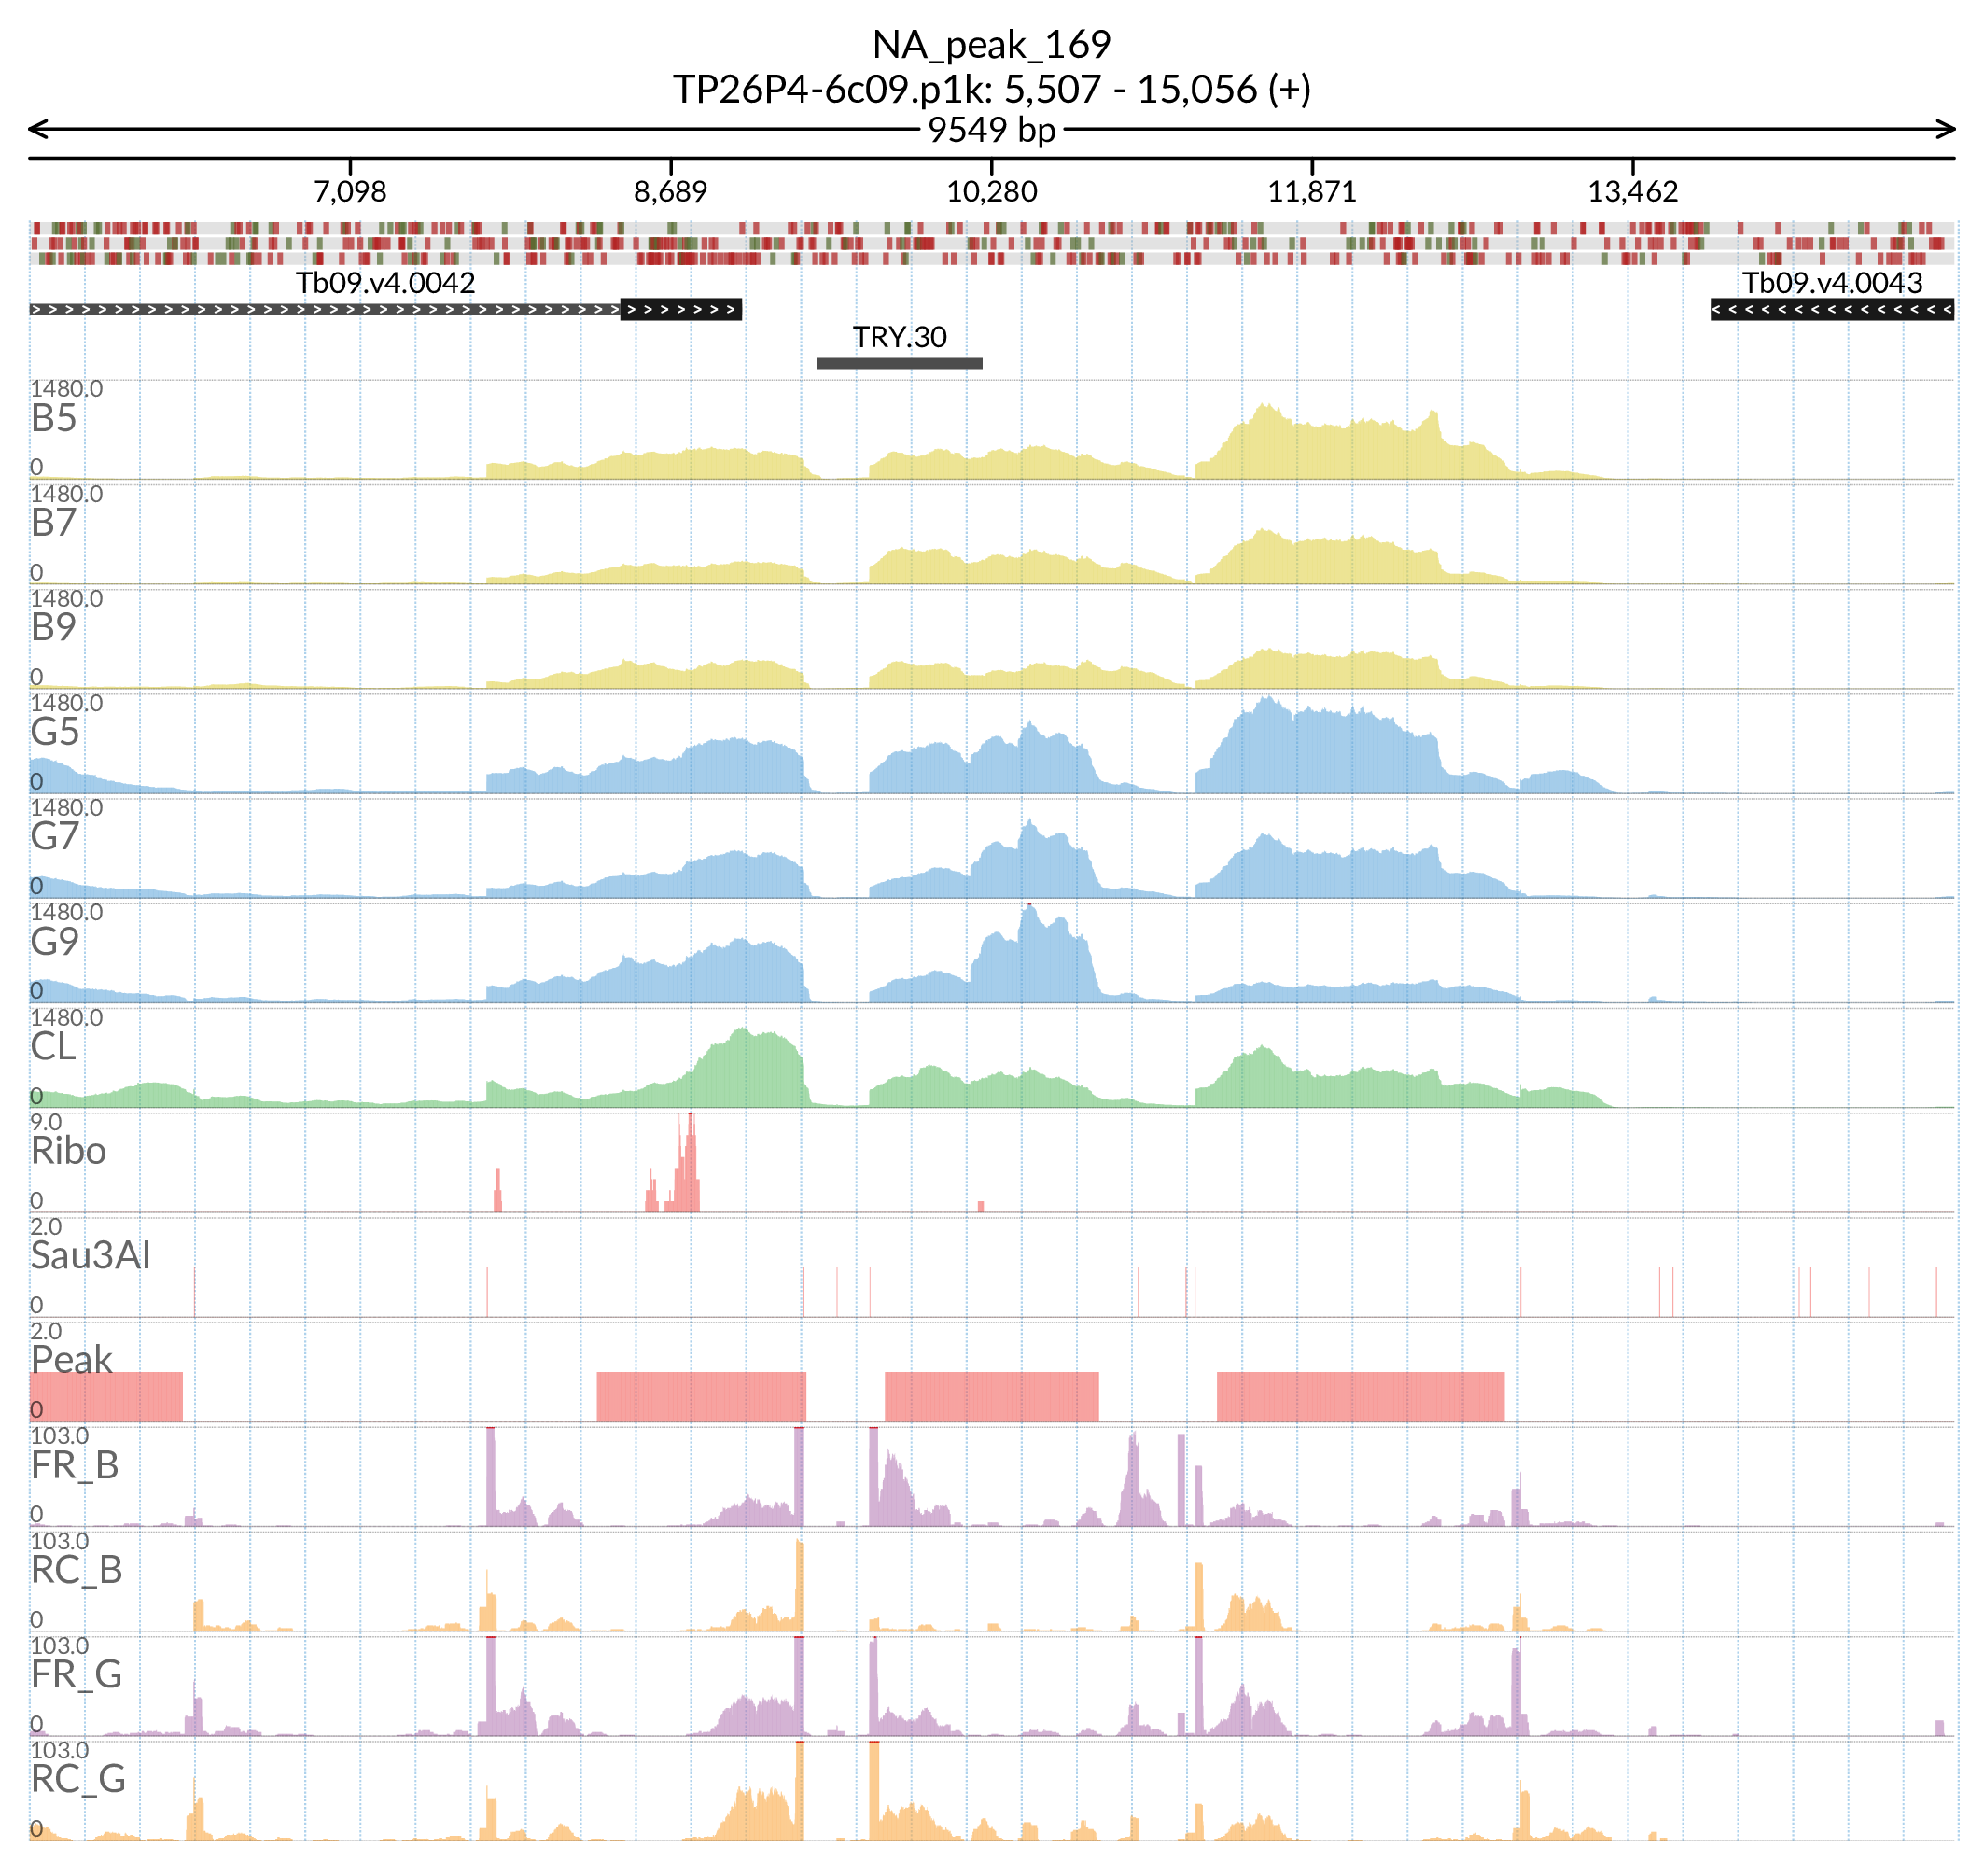 NA_peak_169
TP26P4-6c09.p1k: 5,507 - 15,056 (+)
9549 bp
7,098 8,689 10,280 11,871 13,462
Tb09.v4.0042 Tb09.v4.0043
TRY.30
1480.0
B5
0
1480.0
B7
0
1480.0
B9
0
1480.0
G5
0
1480.0
G7
0
1480.0
G9
0
1480.0
CL
0
9.0
Ribo
0
2.0
Sau3AI
0
2.0
Peak
0
103.0
FR_B
0
103.0
RC_B
0
103.0
FR_G
0
103.0
RC_G
0